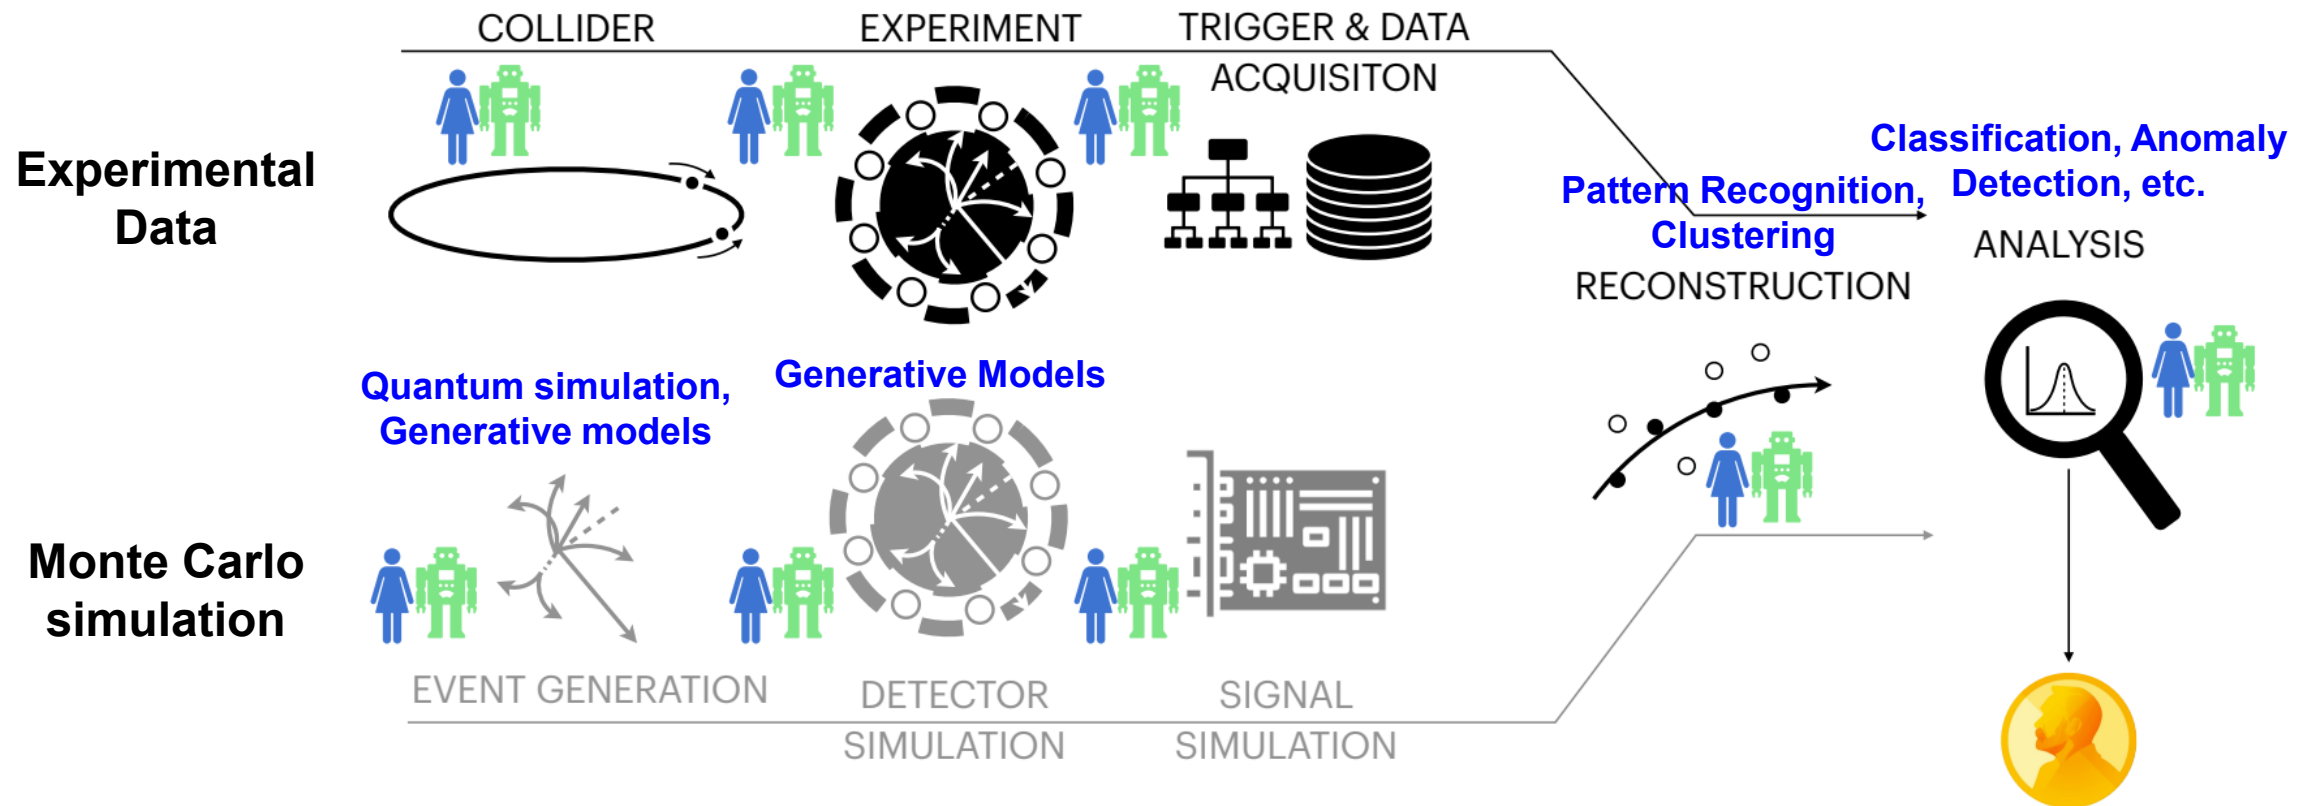 COLLIDER
EXPERIMENT
TRIGGER & DATA
ACQUISITON
Experimental
Data
Classification, Anomaly
Detection, etc.
Pattern Recognition,
Clustering
ANALYSIS
RECONSTRUCTION
Quantum simulation,
Generative models
Generative Models
Monte Carlo
simulation
EVENT GENERATION
DETECTOR
SIMULATION
SIGNAL
SIMULATION